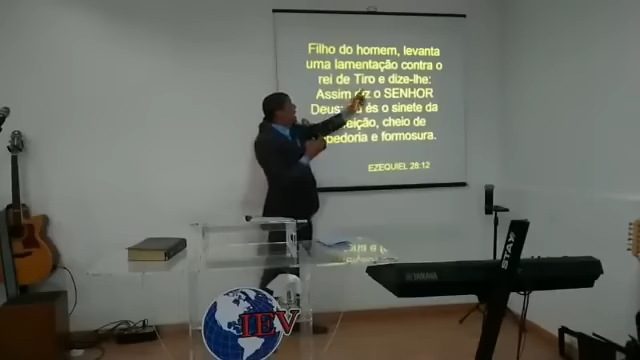 Filho do homem, levanta
uma lamentação contra o
rei de Tiro e dize-lhe:
Assim diz o SENHOR
Deus: és o sinete da
cheio de
formosura.
EZEQUIEL 28:12
IEV
STAY
YAMAHA